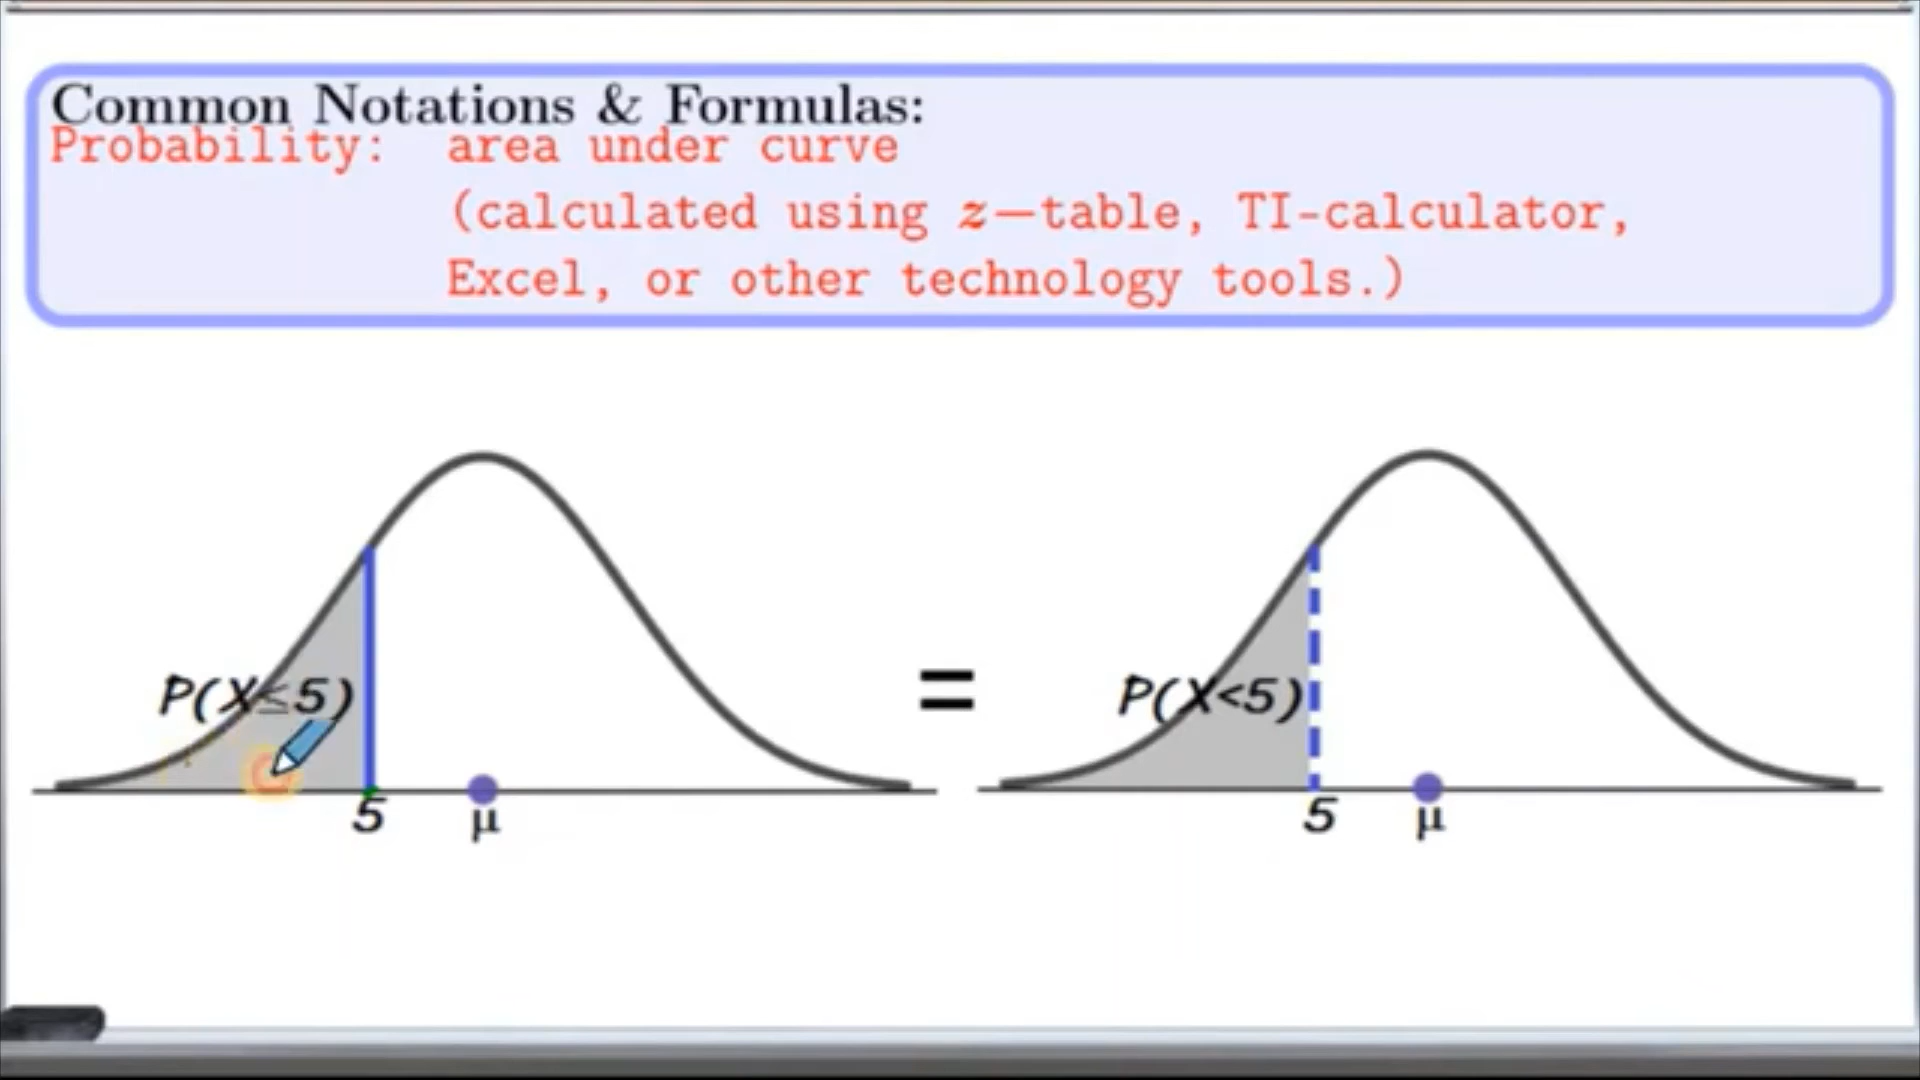 Common Notations & Formulas:
Probability: area under curve
(calculated using z—table, TI-calculator,
Excel, or other technology tools.)
P(X≤5) = P(X<5)
5 μ 5 μ